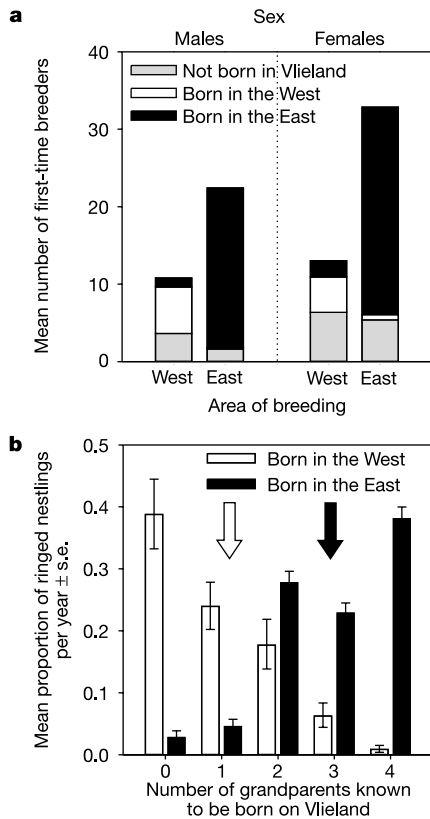 a
Sex
Males Females
Not born in Vlieland
Born in the West
Born in the East
40
30
20
10
0
Mean number of first-time breeders
West East West East
Area of breeding
b
Born in the West
Born in the East
0.5
0.4
0.3
0.2
0.1
0.0
Mean proportion of ringed nestlings
per year ± s.e.
0 1 2 3 4
Number of grandparents known
to be born on Vlieland